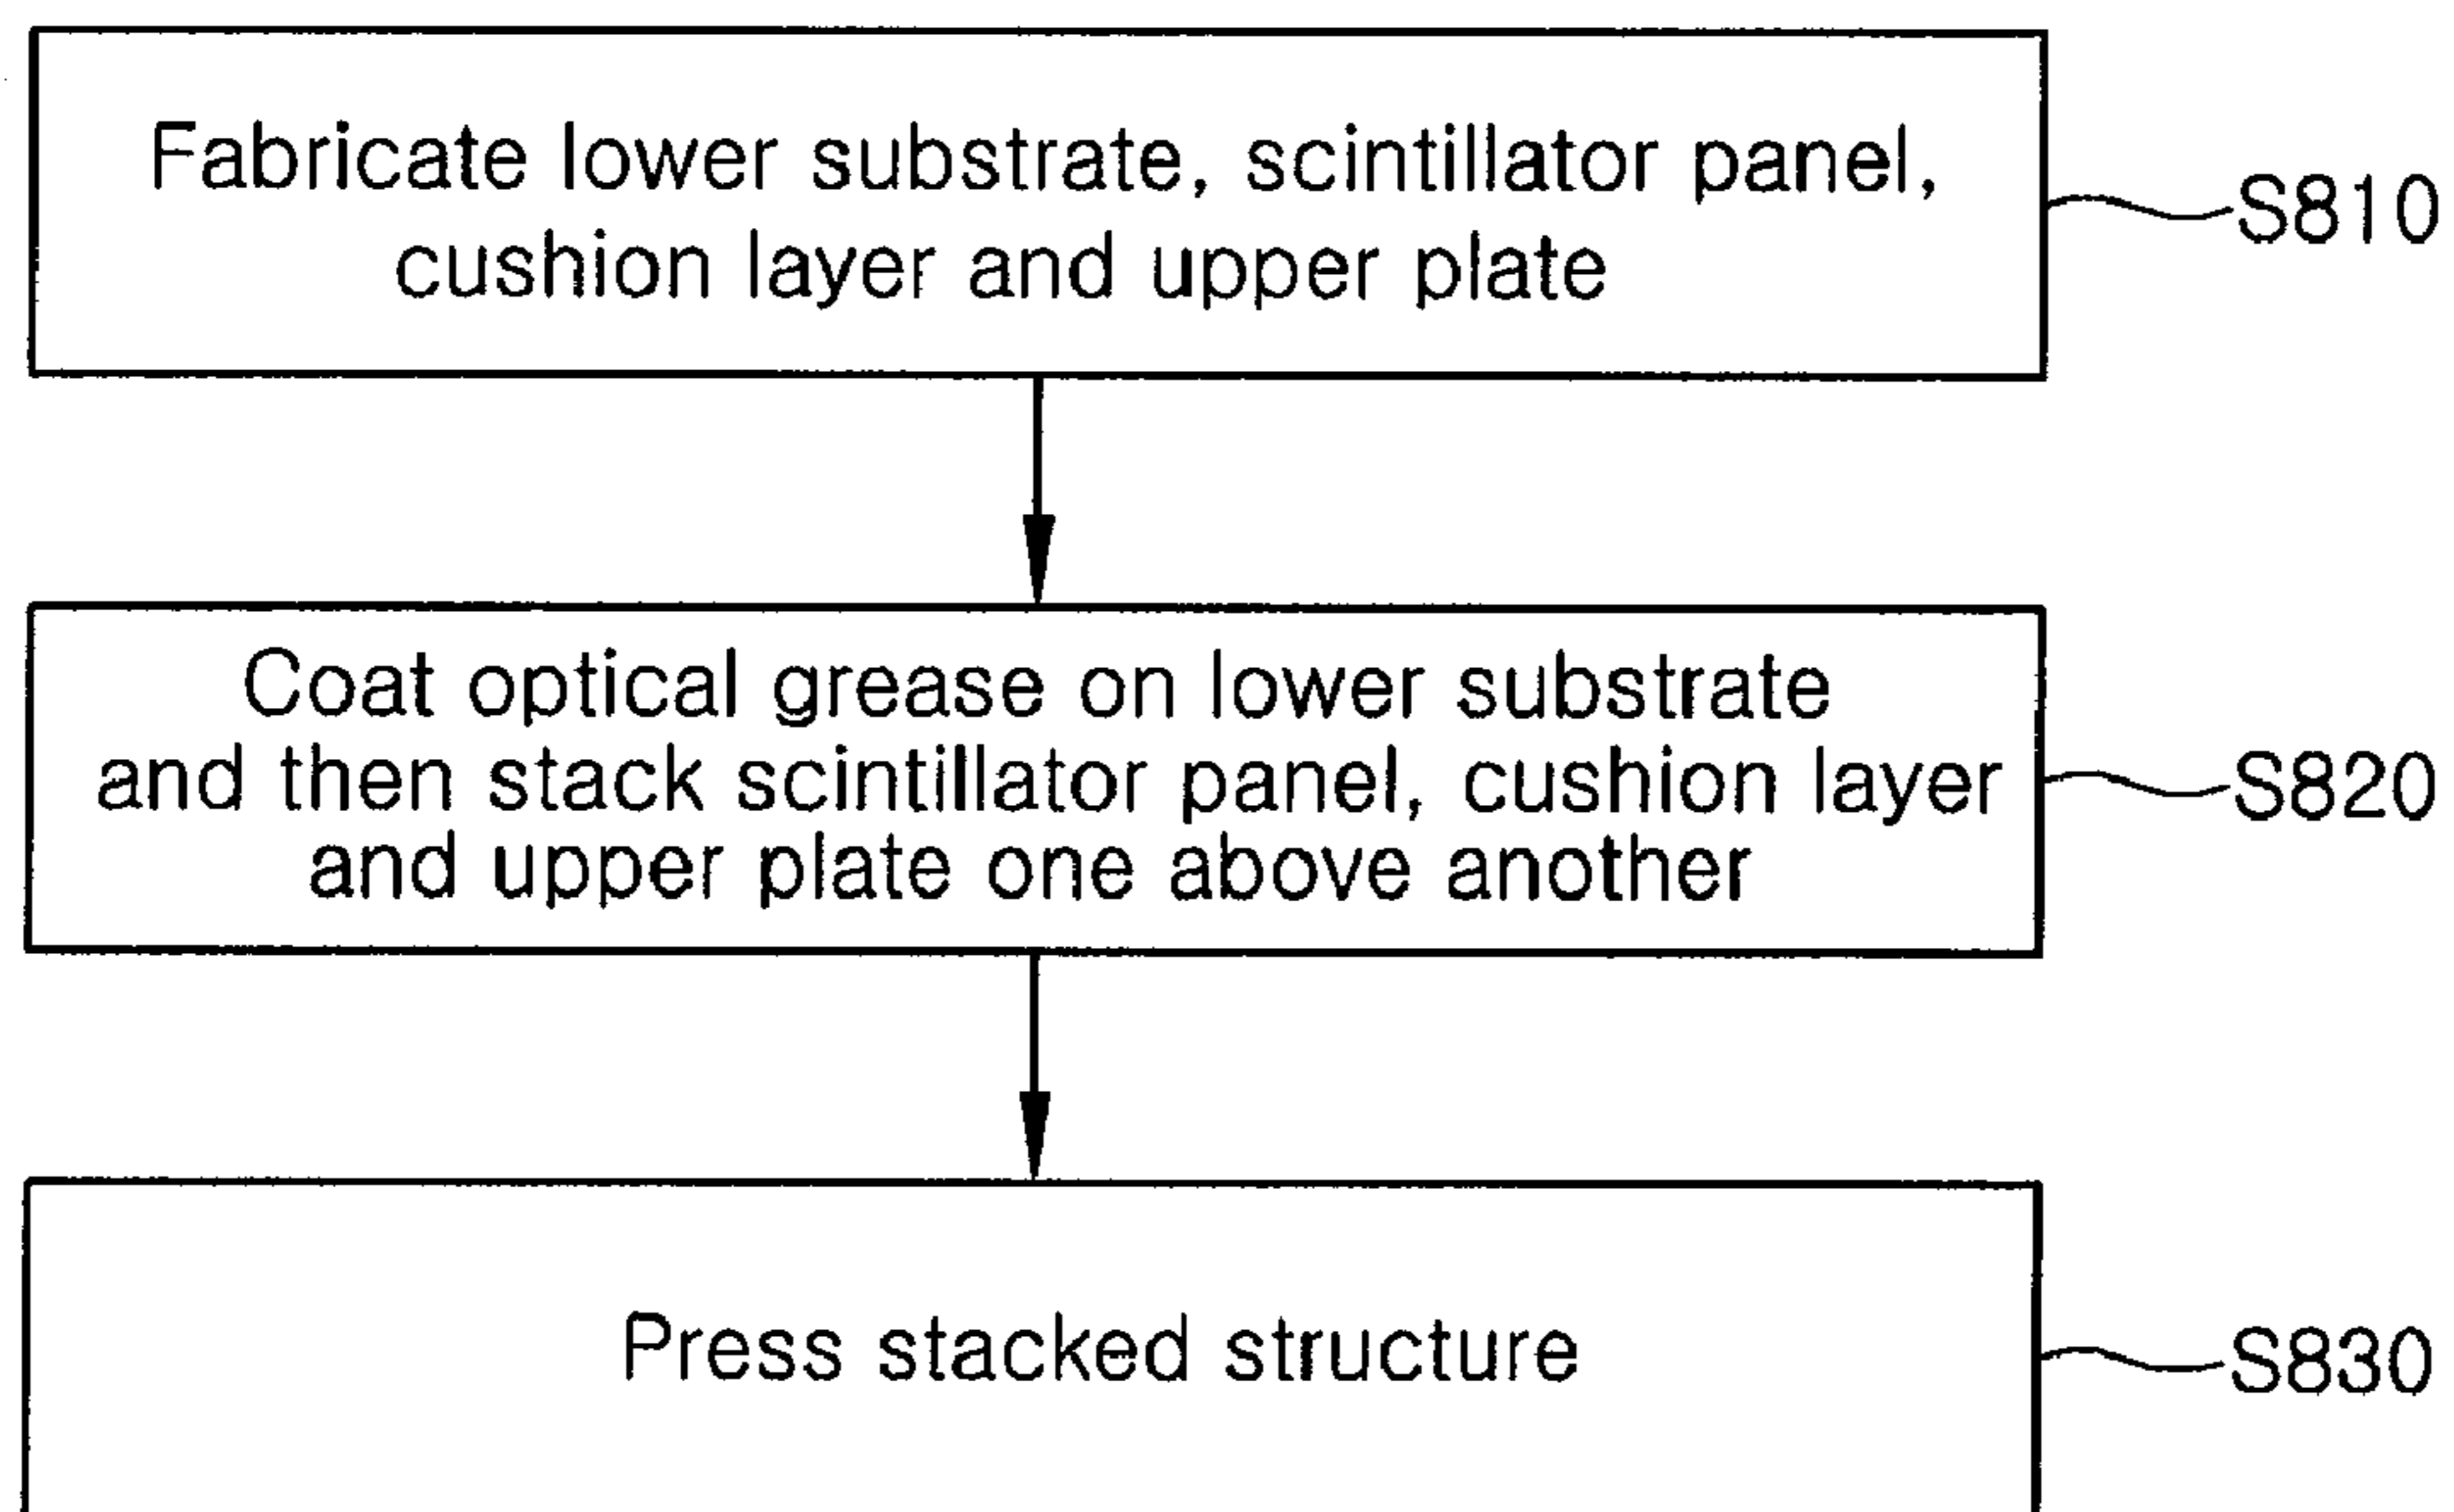 Fabricate lower substrate, scintillator panel,
cushion layer and upper plate
S810
Coat optical grease on lower substrate
and then stack scintillator panel, cushion layer
and upper plate one above another
S820
Press stacked structure
S830